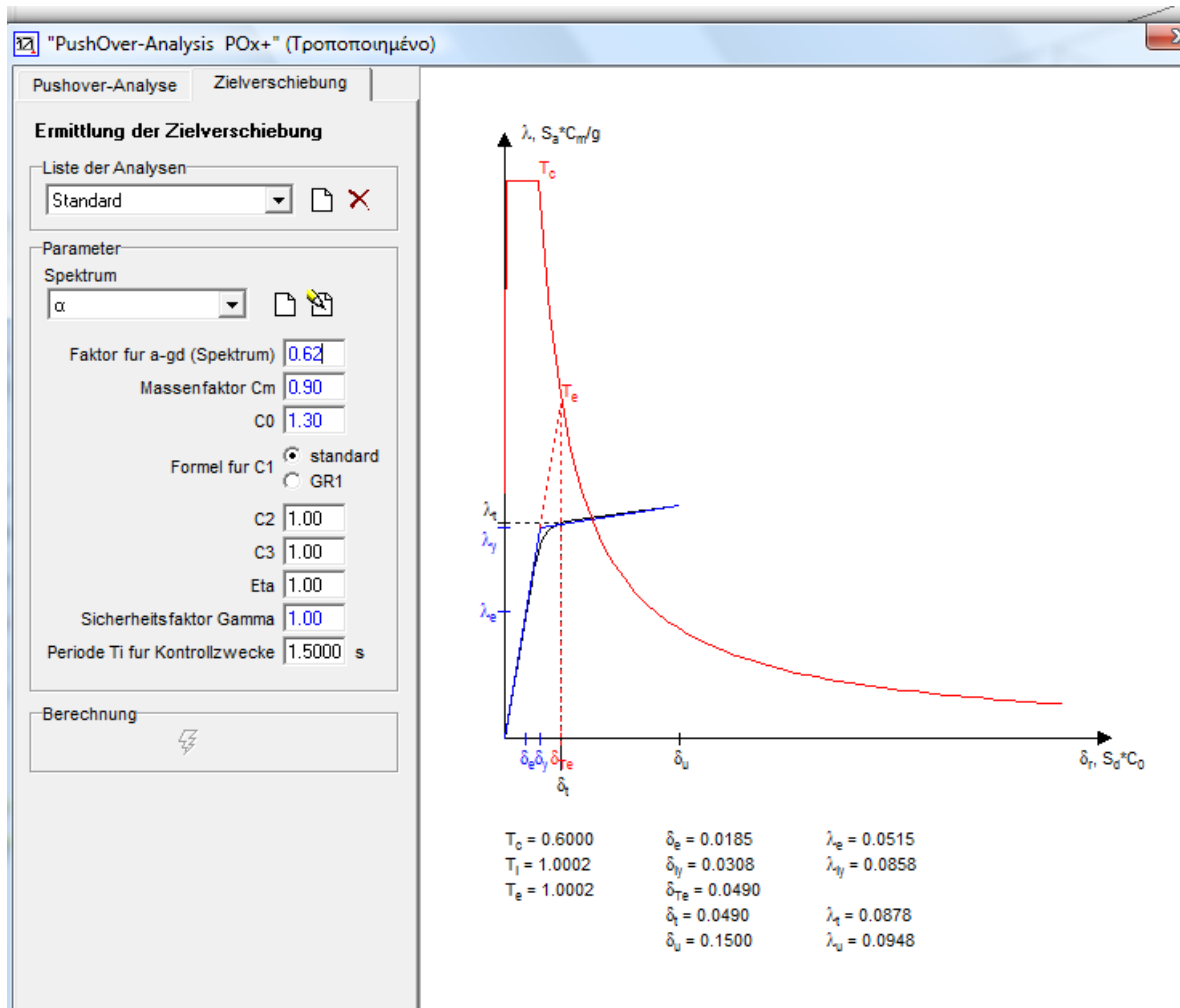 "PushOver-Analysis POx+" (Τροποποιημένο)
Pushover-Analyse Zielverschiebung
Ermittlung der Zielverschiebung
Liste der Analysen
Standard
Parameter
Spektrum
α
Faktor fur a-gd (Spektrum) 0.62
Massenfaktor Cm 0.90
C0 1.30
Formel fur C1 standard
GR1
C2 1.00
C3 1.00
Eta 1.00
Sicherheitsfaktor Gamma 1.00
Periode Ti fur Kontrollzwecke 1.5000 s
Berechnung
λ, Sa*Cm/g
Tc
Te
λt
λy
λe
δe δy δTe δu δr, Sd*C0
δt
Tc = 0.6000 δe = 0.0185 λe = 0.0515
Ti = 1.0002 δly = 0.0308 λly = 0.0858
Te = 1.0002 δTe = 0.0490
δt = 0.0490 λt = 0.0878
δu = 0.1500 λu = 0.0948